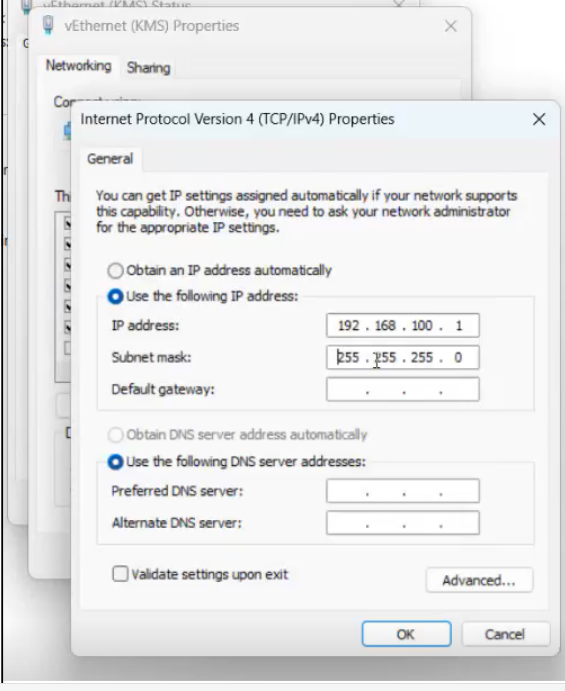 vEthernet (KMS) Status
vEthernet (KMS) Properties
Networking Sharing
Internet Protocol Version 4 (TCP/IPv4) Properties
General
You can get IP settings assigned automatically if your network supports
this capability. Otherwise, you need to ask your network administrator
for the appropriate IP settings.
Obtain an IP address automatically
Use the following IP address:
IP address: 192 . 168 . 100 . 1
Subnet mask: 255 . 255 . 255 . 0
Default gateway: . . .
Obtain DNS server address automatically
Use the following DNS server addresses:
Preferred DNS server: . . .
Alternate DNS server: . . .
Validate settings upon exit
Advanced...
OK Cancel